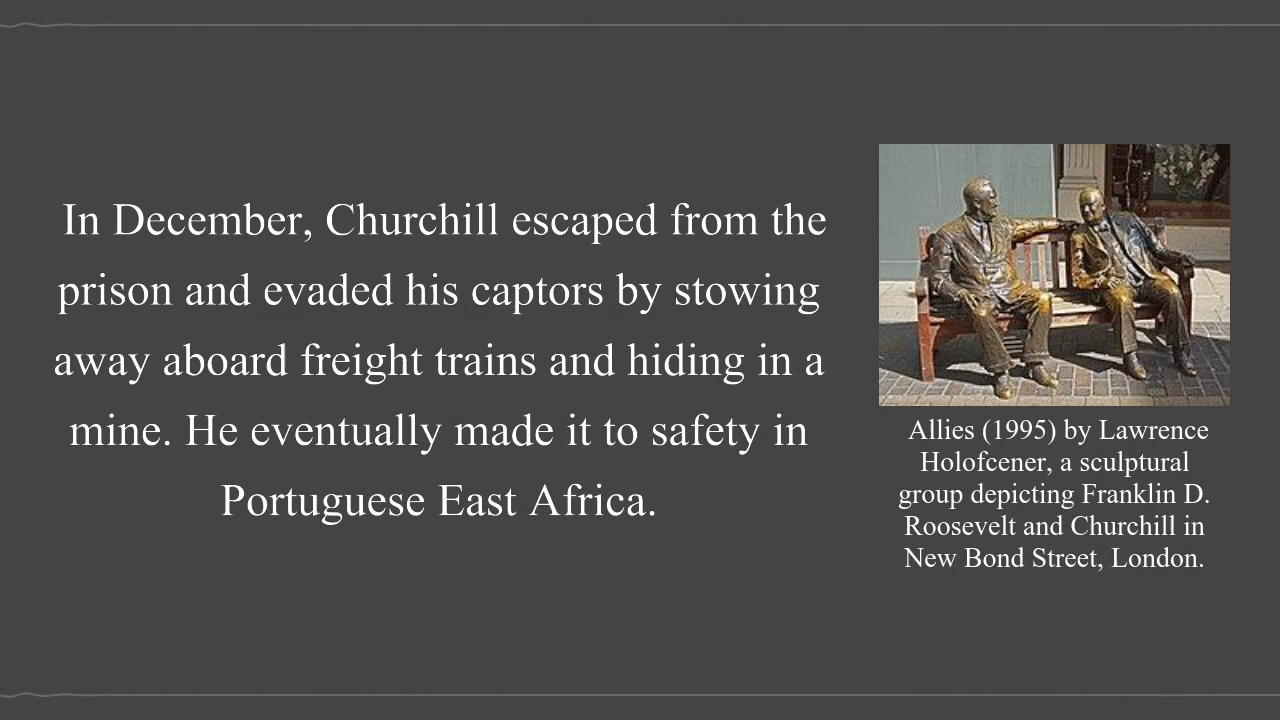 In December, Churchill escaped from the
prison and evaded his captors by stowing
away aboard freight trains and hiding in a
mine. He eventually made it to safety in
Portuguese East Africa.
Allies (1995) by Lawrence
Holofcener, a sculptural
group depicting Franklin D.
Roosevelt and Churchill in
New Bond Street, London.